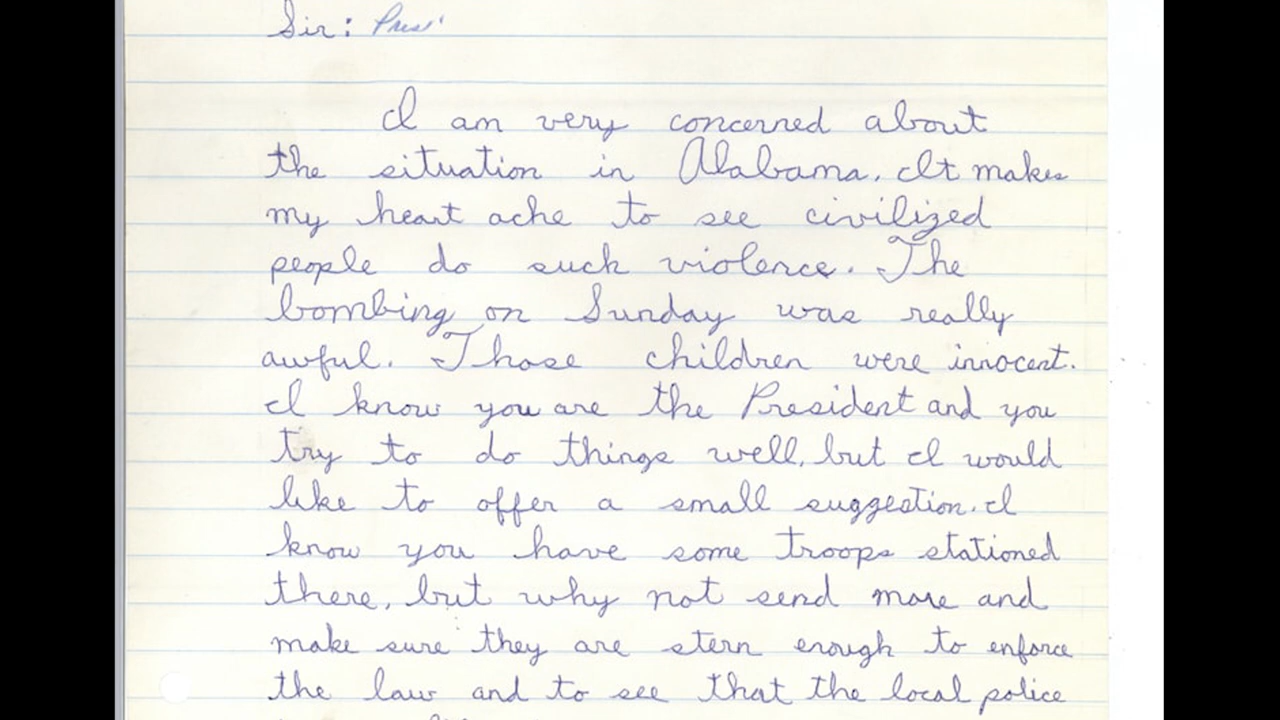 Sir:
I am very concerned about
the situation in Alabama. It makes
my heart ache to see civilized
people do such violence. The
bombing on Sunday was really
awful. Those children were innocent.
I know you are the President and you
try to do things well, but I would
like to offer a small suggestion. I
know you have some troops stationed
there, but why not send more and
make sure they are stern enough to enforce
the law and to see that the local police